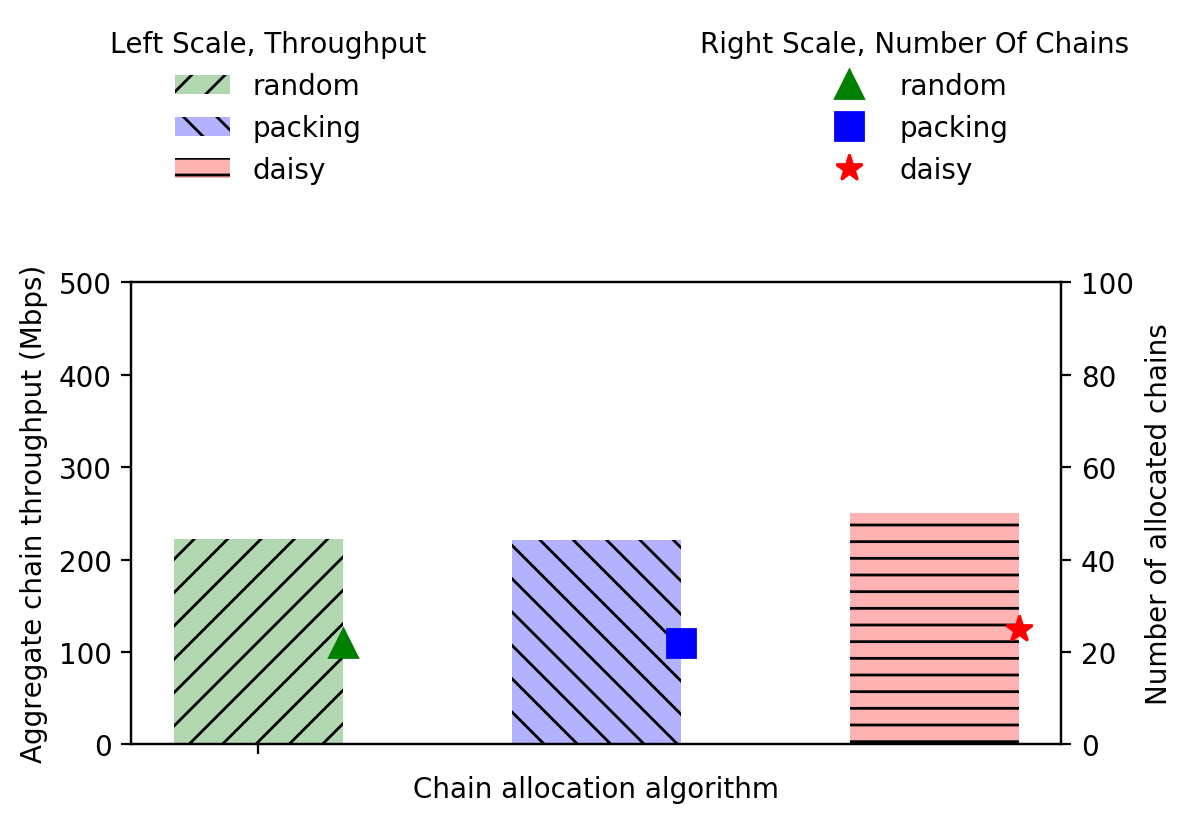 Left Scale, Throughput
random
packing
daisy
Right Scale, Number Of Chains
random
packing
daisy
Aggregate chain throughput (Mbps)
500
400
300
200
100
0
100
80
60
40
20
0
Number of allocated chains
Chain allocation algorithm